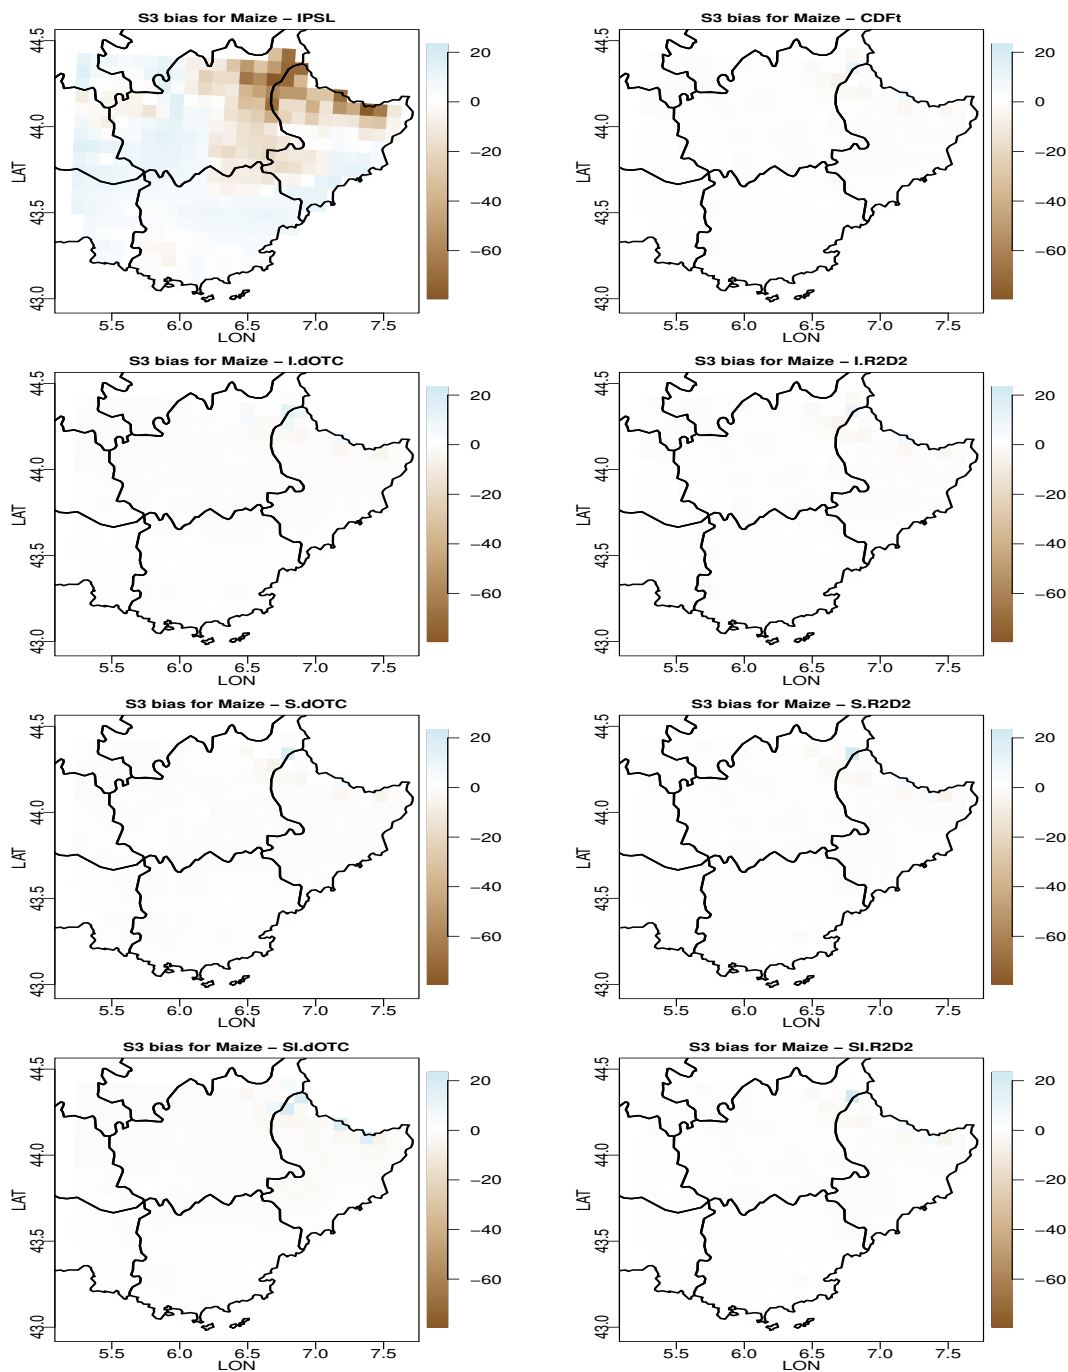 S3 bias for Maize − IPSL
44.5
44.0
43.5
43.0
LAT
5.5 6.0 6.5 7.0 7.5
LON
20
0
−20
−40
−60
S3 bias for Maize − CDFt
44.5
44.0
43.5
43.0
LAT
5.5 6.0 6.5 7.0 7.5
LON
20
0
−20
−40
−60
S3 bias for Maize − I.dOTC
44.5
44.0
43.5
43.0
LAT
5.5 6.0 6.5 7.0 7.5
LON
20
0
−20
−40
−60
S3 bias for Maize − I.R2D2
44.5
44.0
43.5
43.0
LAT
5.5 6.0 6.5 7.0 7.5
LON
20
0
−20
−40
−60
S3 bias for Maize − S.dOTC
44.5
44.0
43.5
43.0
LAT
5.5 6.0 6.5 7.0 7.5
LON
20
0
−20
−40
−60
S3 bias for Maize − S.R2D2
44.5
44.0
43.5
43.0
LAT
5.5 6.0 6.5 7.0 7.5
LON
20
0
−20
−40
−60
S3 bias for Maize − SI.dOTC
44.5
44.0
43.5
43.0
LAT
5.5 6.0 6.5 7.0 7.5
LON
20
0
−20
−40
−60
S3 bias for Maize − SI.R2D2
44.5
44.0
43.5
43.0
LAT
5.5 6.0 6.5 7.0 7.5
LON
20
0
−20
−40
−60